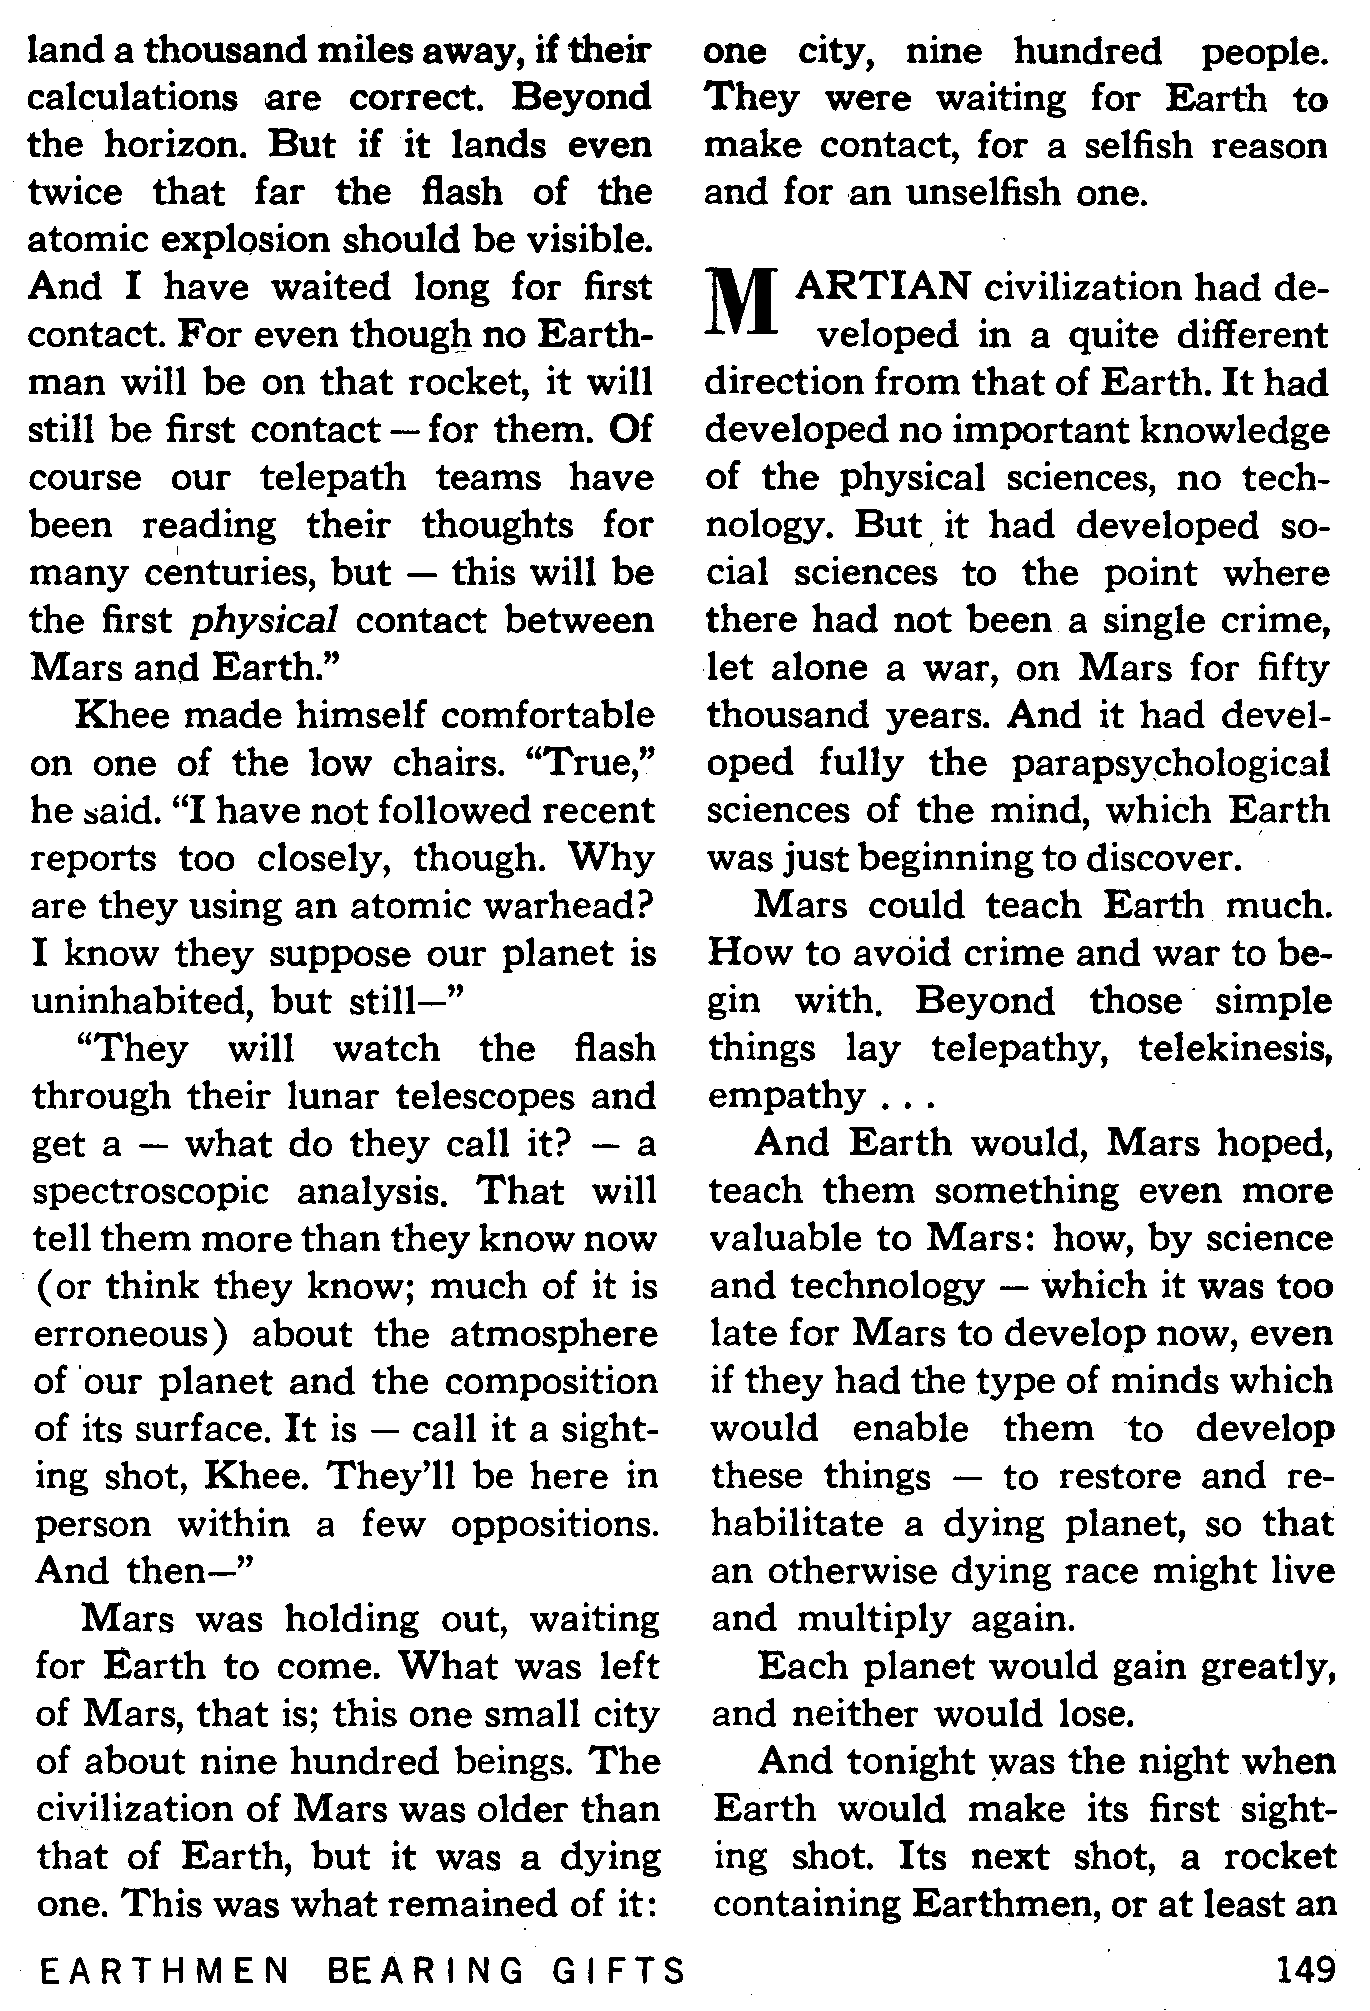 land a thousand miles away, if their
calculations are correct. Beyond
the horizon. But if it lands even
twice that far the flash of the
atomic explosion should be visible.
And I have waited long for first
contact. For even though no Earth-
man will be on that rocket, it will
still be first contact — for them. Of
course our telepath teams have
been reading their thoughts for
many centuries, but — this will be
the first physical contact between
Mars and Earth.”
Khee made himself comfortable
on one of the low chairs. “True,”
he said. “I have not followed recent
reports too closely, though. Why
are they using an atomic warhead?
I know they suppose our planet is
uninhabited, but still—”
“They will watch the flash
through their lunar telescopes and
get a — what do they call it? — a
spectroscopic analysis. That will
tell them more than they know now
(or think they know; much of it is
erroneous) about the atmosphere
of our planet and the composition
of its surface. It is — call it a sight-
ing shot, Khee. They’ll be here in
person within a few oppositions.
And then—”
Mars was holding out, waiting
for Earth to come. What was left
of Mars, that is; this one small city
of about nine hundred beings. The
civilization of Mars was older than
that of Earth, but it was a dying
one. This was what remained of it:
one city, nine hundred people.
They were waiting for Earth to
make contact, for a selfish reason
and for an unselfish one.
MARTIAN civilization had de-
veloped in a quite different
direction from that of Earth. It had
developed no important knowledge
of the physical sciences, no tech-
nology. But it had developed so-
cial sciences to the point where
there had not been a single crime,
let alone a war, on Mars for fifty
thousand years. And it had devel-
oped fully the parapsychological
sciences of the mind, which Earth
was just beginning to discover.
Mars could teach Earth much.
How to avoid crime and war to be-
gin with. Beyond those simple
things lay telepathy, telekinesis,
empathy . . .
And Earth would, Mars hoped,
teach them something even more
valuable to Mars: how, by science
and technology — which it was too
late for Mars to develop now, even
if they had the type of minds which
would enable them to develop
these things — to restore and re-
habilitate a dying planet, so that
an otherwise dying race might live
and multiply again.
Each planet would gain greatly,
and neither would lose.
And tonight was the night when
Earth would make its first sight-
ing shot. Its next shot, a rocket
containing Earthmen, or at least an
EARTHMEN BEARING GIFTS 149